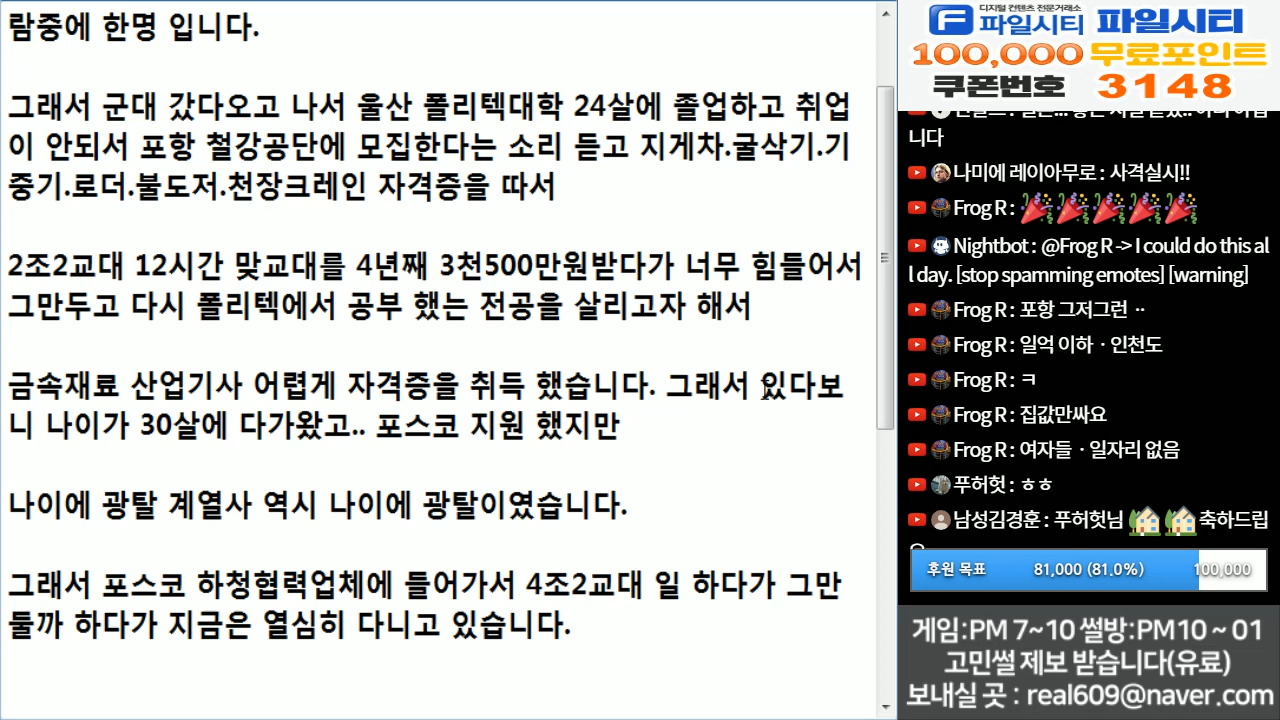 람중에 한명 입니다.
그래서 군대 갔다오고 나서 울산 폴리텍대학 24살에 졸업하고 취업
이 안되서 포항 철강공단에 모집한다는 소리 듣고 지게차.굴삭기.기
중기.로더.불도저.천장크레인 자격증을 따서
2조2교대 12시간 맞교대를 4년째 3천500만원받다가 너무 힘들어서
그만두고 다시 폴리텍에서 공부 했는 전공을 살리고자 해서
금속재료 산업기사 어렵게 자격증을 취득 했습니다. 그래서 있다보
니 나이가 30살에 다가왔고.. 포스코 지원 했지만
나이에 광탈 계열사 역시 나이에 광탈이였습니다.
그래서 포스코 하청협력업체에 들어가서 4조2교대 일 하다가 그만
둘까 하다가 지금은 열심히 다니고 있습니다.
디지털 컨텐츠 전문거래소
파일시티 파일시티
100,000 무료포인트
쿠폰번호 3148
니다
나미에 레이아무로 : 사격실시!!
Frog R :
Nightbot : @Frog R -> I could do this al
l day. [stop spamming emotes] [warning]
Frog R : 포항 그저그런 ··
Frog R : 일억 이하 · 인천도
Frog R : ㅋ
Frog R : 집값만싸요
Frog R : 여자들 · 일자리 없음
푸허헛 : ㅎㅎ
남성김경훈 : 푸허헛님 축하드립
후원 목표 81,000 (81.0%) 100,000
게임:PM 7~10 썰방:PM10 ~ 01
고민썰 제보 받습니다(유료)
보내실 곳 : real609@naver.com